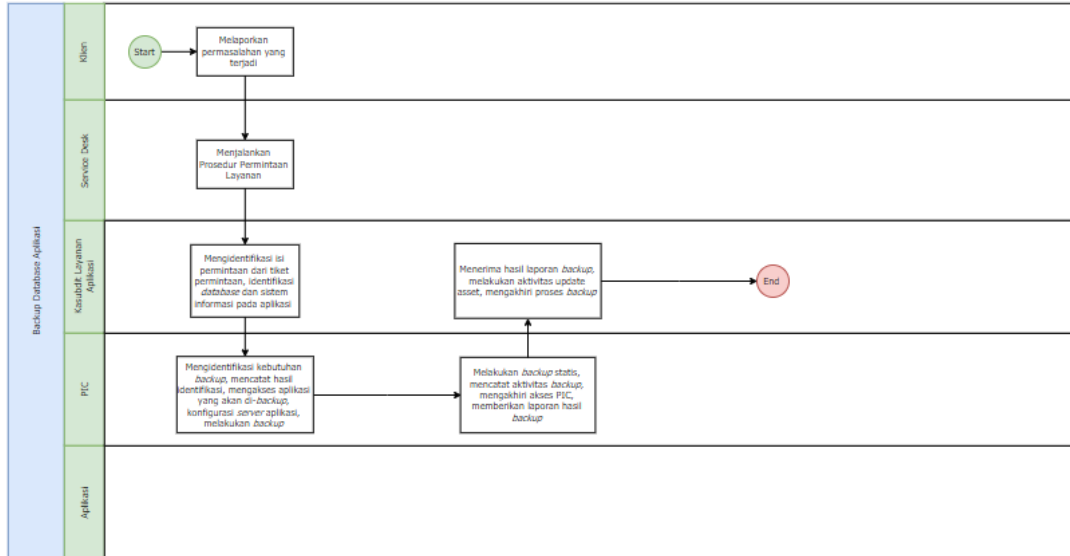 Backup Database Aplikasi
Klien
Start
Melaporkan
permasalahan yang
terjadi
Service Desk
Menjalankan
Prosedur Permintaan
Layanan
Kasubdit Layanan
Aplikasi
Mengidentifikasi isi
permintaan dari tiket
permintaan, identifikasi
database dan sistem
informasi pada aplikasi
Menerima hasil laporan backup,
melakukan aktivitas update
asset, mengakhiri proses backup
End
PIC
Mengidentifikasi kebutuhan
backup, mencatat hasil
identifikasi, mengakses aplikasi
yang akan di-backup,
konfigurasi server aplikasi,
melakukan backup
Melakukan backup statis,
mencatat aktivitas backup,
mengakhiri akses PIC,
memberikan laporan hasil
backup
Aplikasi